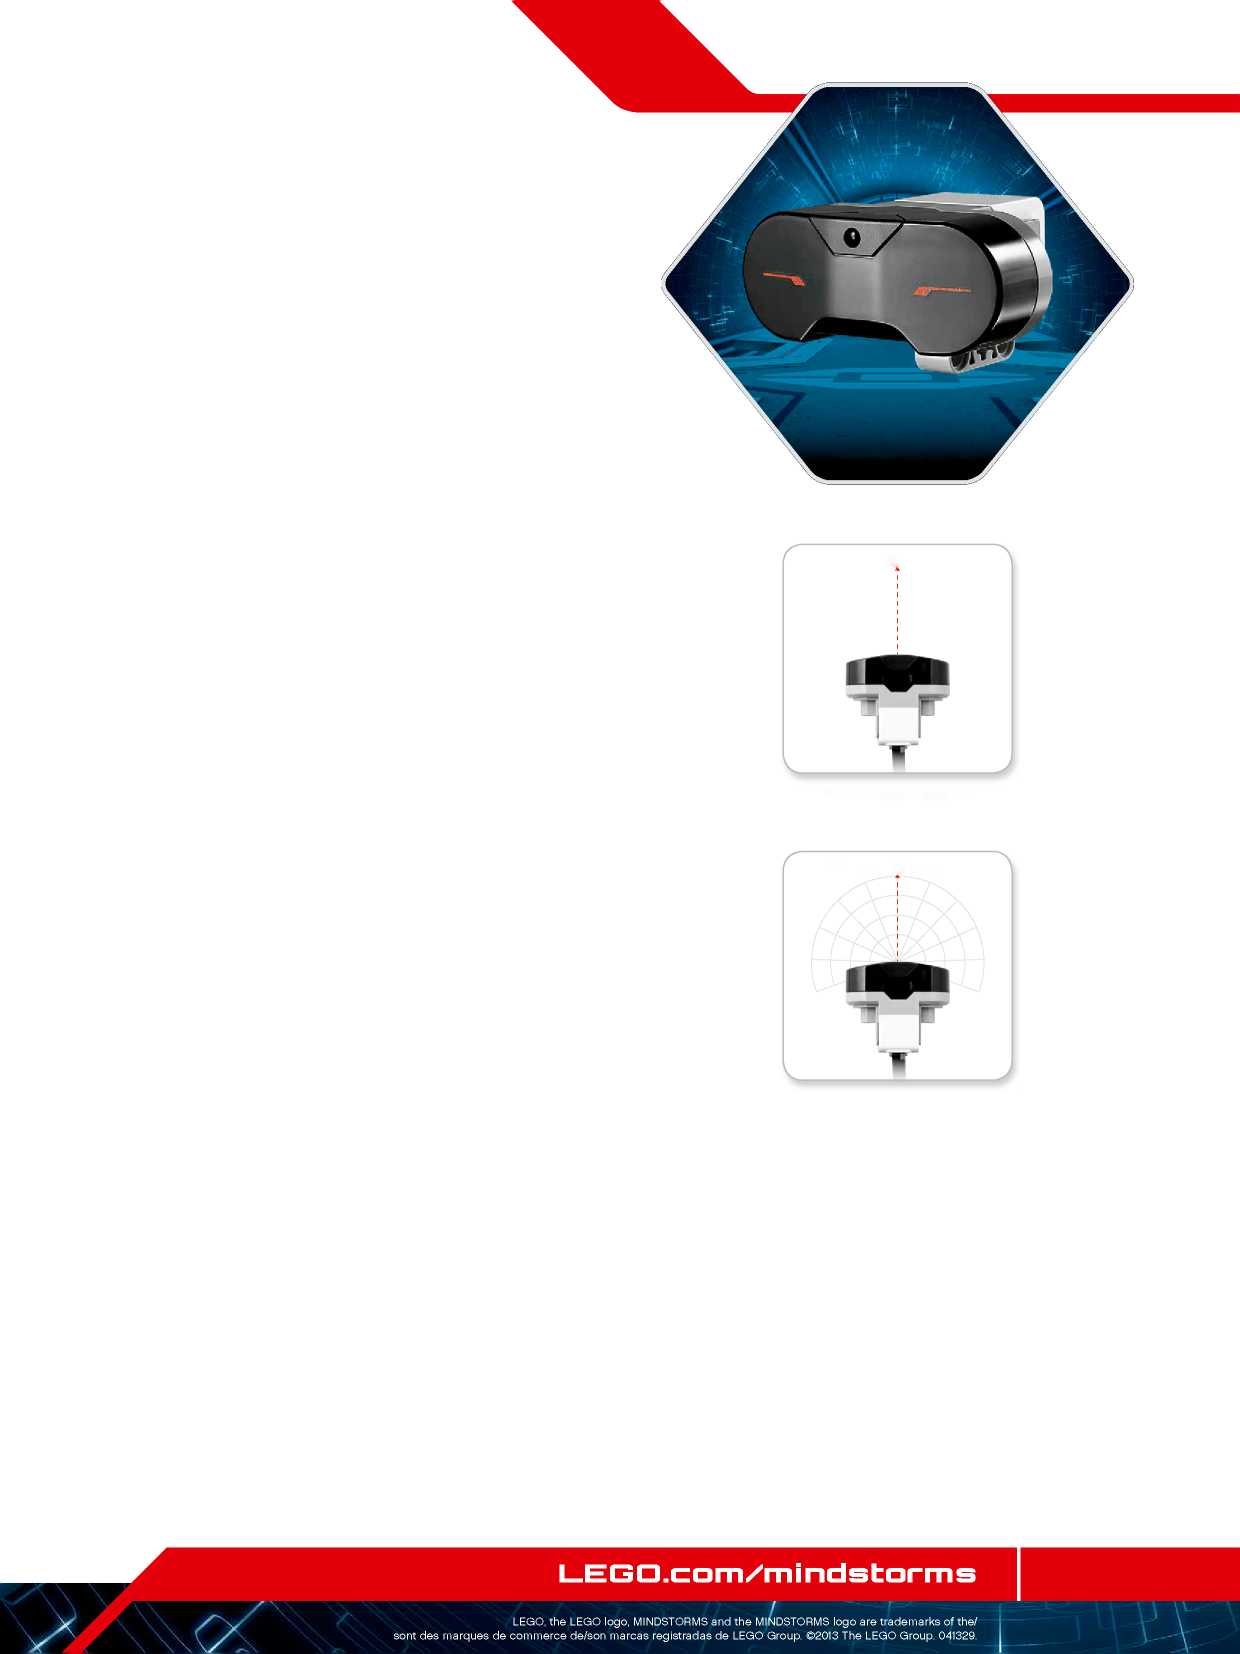 LEGO.com/mindstorms
LEGO, the LEGO logo, MINDSTORMS and the MINDSTORMS logo are trademarks of the/
sont des marques de commerce de/son marcas registradas de LEGO Group. ©2013 The LEGO Group. 041329.